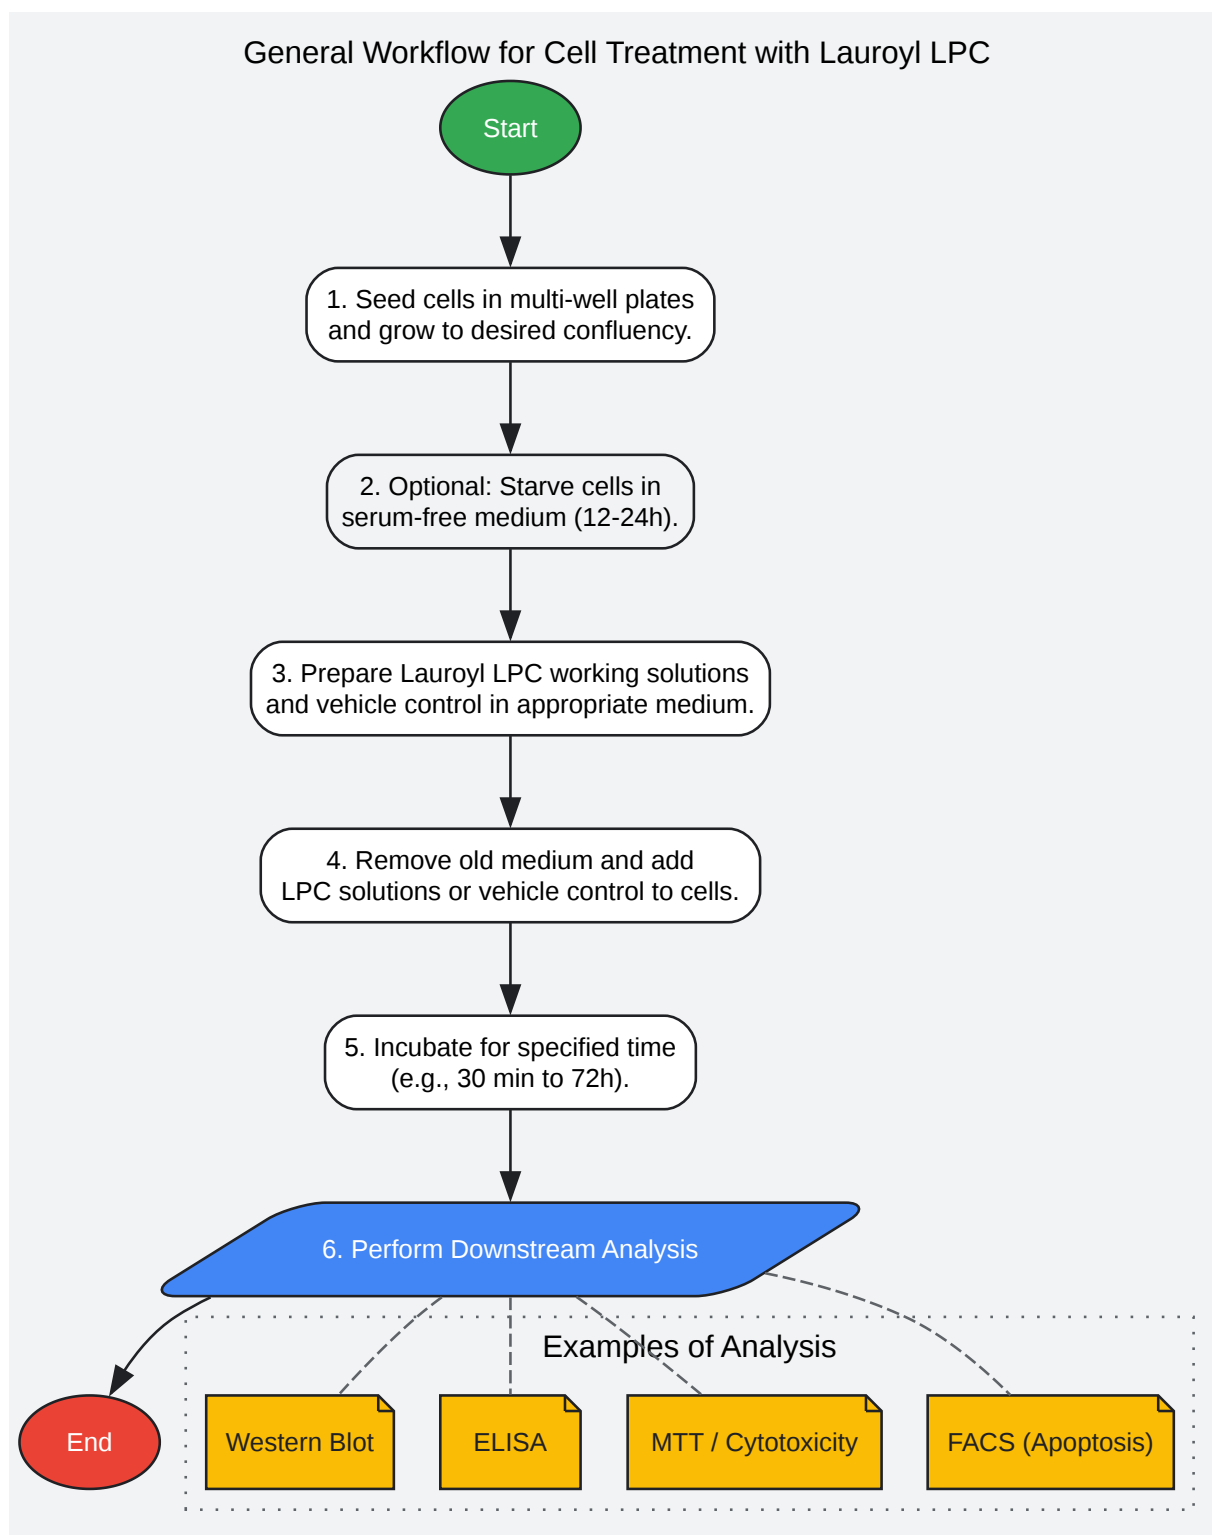 General Workflow for Cell Treatment with Lauroyl LPC
Start
1. Seed cells in multi-well plates
and grow to desired confluency.
2. Optional: Starve cells in
serum-free medium (12-24h).
3. Prepare Lauroyl LPC working solutions
and vehicle control in appropriate medium.
4. Remove old medium and add
LPC solutions or vehicle control to cells.
5. Incubate for specified time
(e.g., 30 min to 72h).
6. Perform Downstream Analysis
Examples of Analysis
End
Western Blot
ELISA
MTT / Cytotoxicity
FACS (Apoptosis)